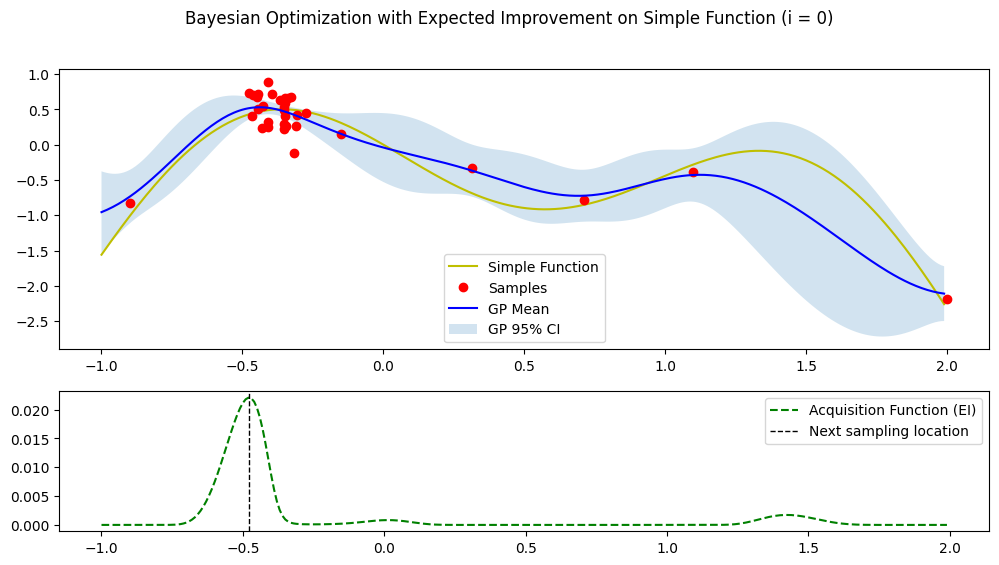 Bayesian Optimization with Expected Improvement on Simple Function (i = 0)
1.0
0.5
0.0
−0.5
−1.0
−1.5
−2.0
−2.5
Simple Function
Samples
GP Mean
GP 95% CI
−1.0 −0.5 0.0 0.5 1.0 1.5 2.0
0.020
0.015
0.010
0.005
0.000
Acquisition Function (EI)
Next sampling location
−1.0 −0.5 0.0 0.5 1.0 1.5 2.0